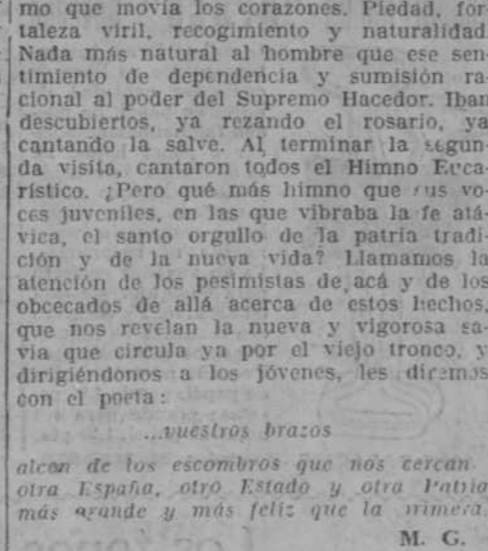 mo que movía los corazones. Piedad, for-
taleza viril, recogimiento y naturalidad.
Nada más natural al hombre que ese sen-
timiento de dependencia y sumisión ra-
cional al poder del Supremo Hacedor. Iban
descubiertos, ya rezando el rosario, ya
cantando la salve. Al terminar la segun-
da visita, cantaron todos el Himno Euca-
rístico. ¿Pero qué más himno que sus vo-
ces juveniles, en las que vibraba la fe atá-
vica, el santo orgullo de la patria tradi-
ción y de la nueva vida? Llamamos la
atención de los pesimistas de acá y de los
obcecados de allá acerca de estos hechos,
que nos revelan la nueva y vigorosa sa-
via que circula ya por el viejo tronco, y
dirigiéndonos a los jóvenes, les diremos
con el poeta:
...vuestros brazos
alcen de los escombros que nos cercan
otra España, otro Estado y otra Patria
más grande y más feliz que la primera.
M. G.